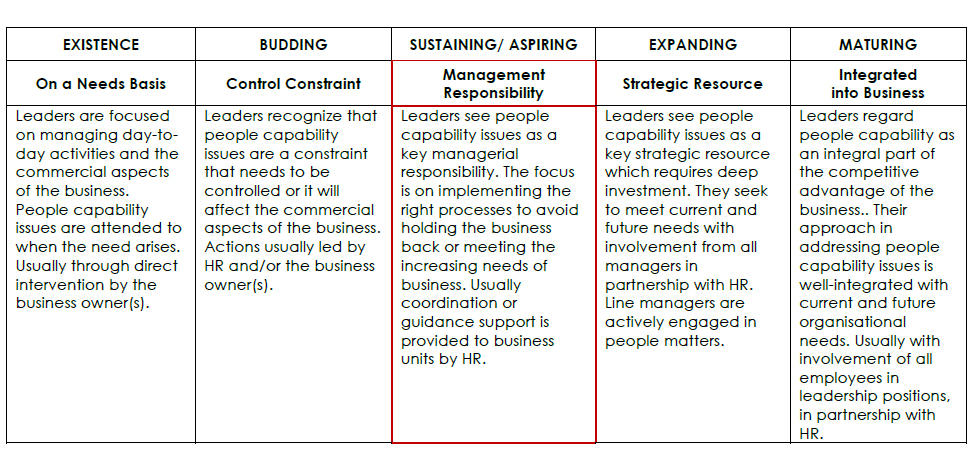 EXISTENCE
BUDDING
SUSTAINING/ ASPIRING
EXPANDING
MATURING
On a Needs Basis
Control Constraint
Management
Responsibility
Strategic Resource
Integrated
into Business
Leaders are focused
on managing day-to-
day activities and the
commercial aspects
of the business.
People capability
issues are attended to
when the need arises.
Usually through direct
intervention by the
business owner(s).
Leaders recognize that
people capability
issues are a constraint
that needs to be
controlled or it will
affect the commercial
aspects of the business.
Actions usually led by
HR and/or the business
owner(s).
Leaders see people
capability issues as a
key managerial
responsibility. The focus
is on implementing the
right processes to avoid
holding the business
back or meeting the
increasing needs of
business. Usually
coordination or
guidance support is
provided to business
units by HR.
Leaders see people
capability issues as a
key strategic resource
which requires deep
investment. They seek
to meet current and
future needs with
involvement from all
managers in
partnership with HR.
Line managers are
actively engaged in
people matters.
Leaders regard
people capability as
an integral part of
the competitive
advantage of the
business.. Their
approach in
addressing people
capability issues is
well-integrated with
current and future
organisational
needs. Usually with
involvement of all
employees in
leadership positions,
in partnership with
HR.